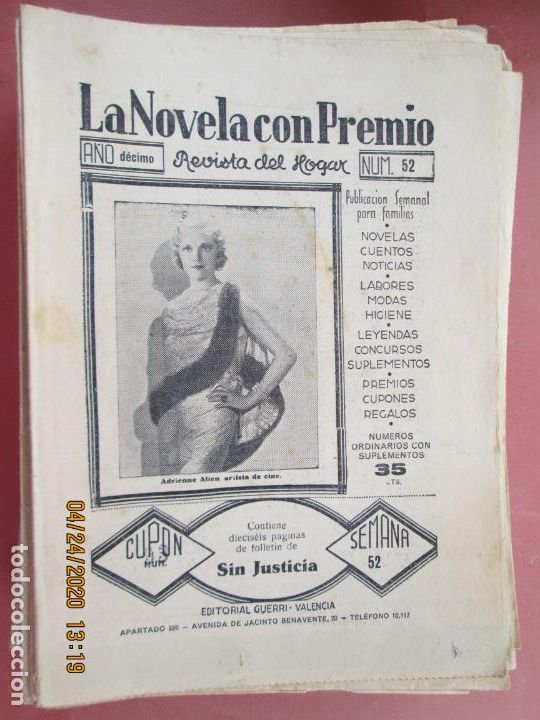 La Novela con Premio
AÑO décimo
Revista del Hogar
NUM. 52
Publicacion Semanal
para familias
•
NOVELAS
CUENTOS
NOTICIAS
•
LABORES
MODAS
HIGIENE
•
LEYENDAS
CONCURSOS
SUPLEMENTOS
•
PREMIOS
CUPONES
REGALOS
•
NUMEROS
ORDINARIOS CON
SUPLEMENTOS
35
CTS.
Adrienne Allen, artista de cine.
CUPON
NUM.
Contiene
dieciséis páginas
de folletín de
Sin Justicia
SEMANA
52
EDITORIAL GUERRI - VALENCIA
APARTADO - AVENIDA DE JACINTO BENAVENTE, 20 - TELÉFONO 10,117
04/24/2020 13:19
todocoleccion